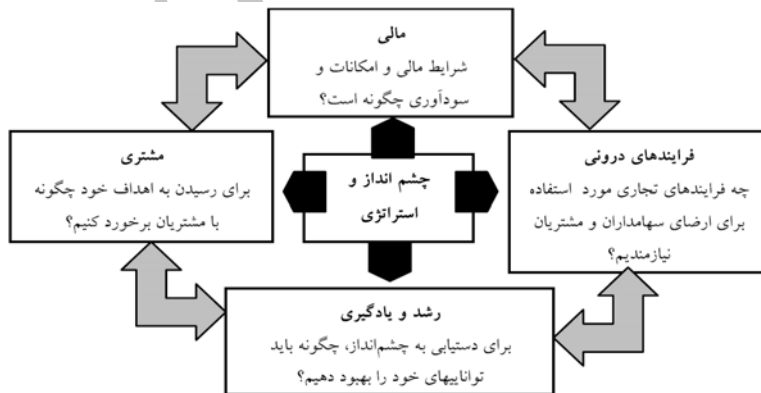 مالی
شرایط مالی و امکانات و
سودآوری چگونه است؟
فرایندهای درونی
چه فرایندهای تجاری مورد استفاده
برای ارضای سهامداران و مشتریان
نیازمندیم؟
چشم انداز و
استراتژی
مشتری
برای رسیدن به اهداف خود چگونه
با مشتریان برخورد کنیم؟
رشد و یادگیری
برای دستیابی به چشم‌انداز، چگونه باید
تواناییهای خود را بهبود دهیم؟